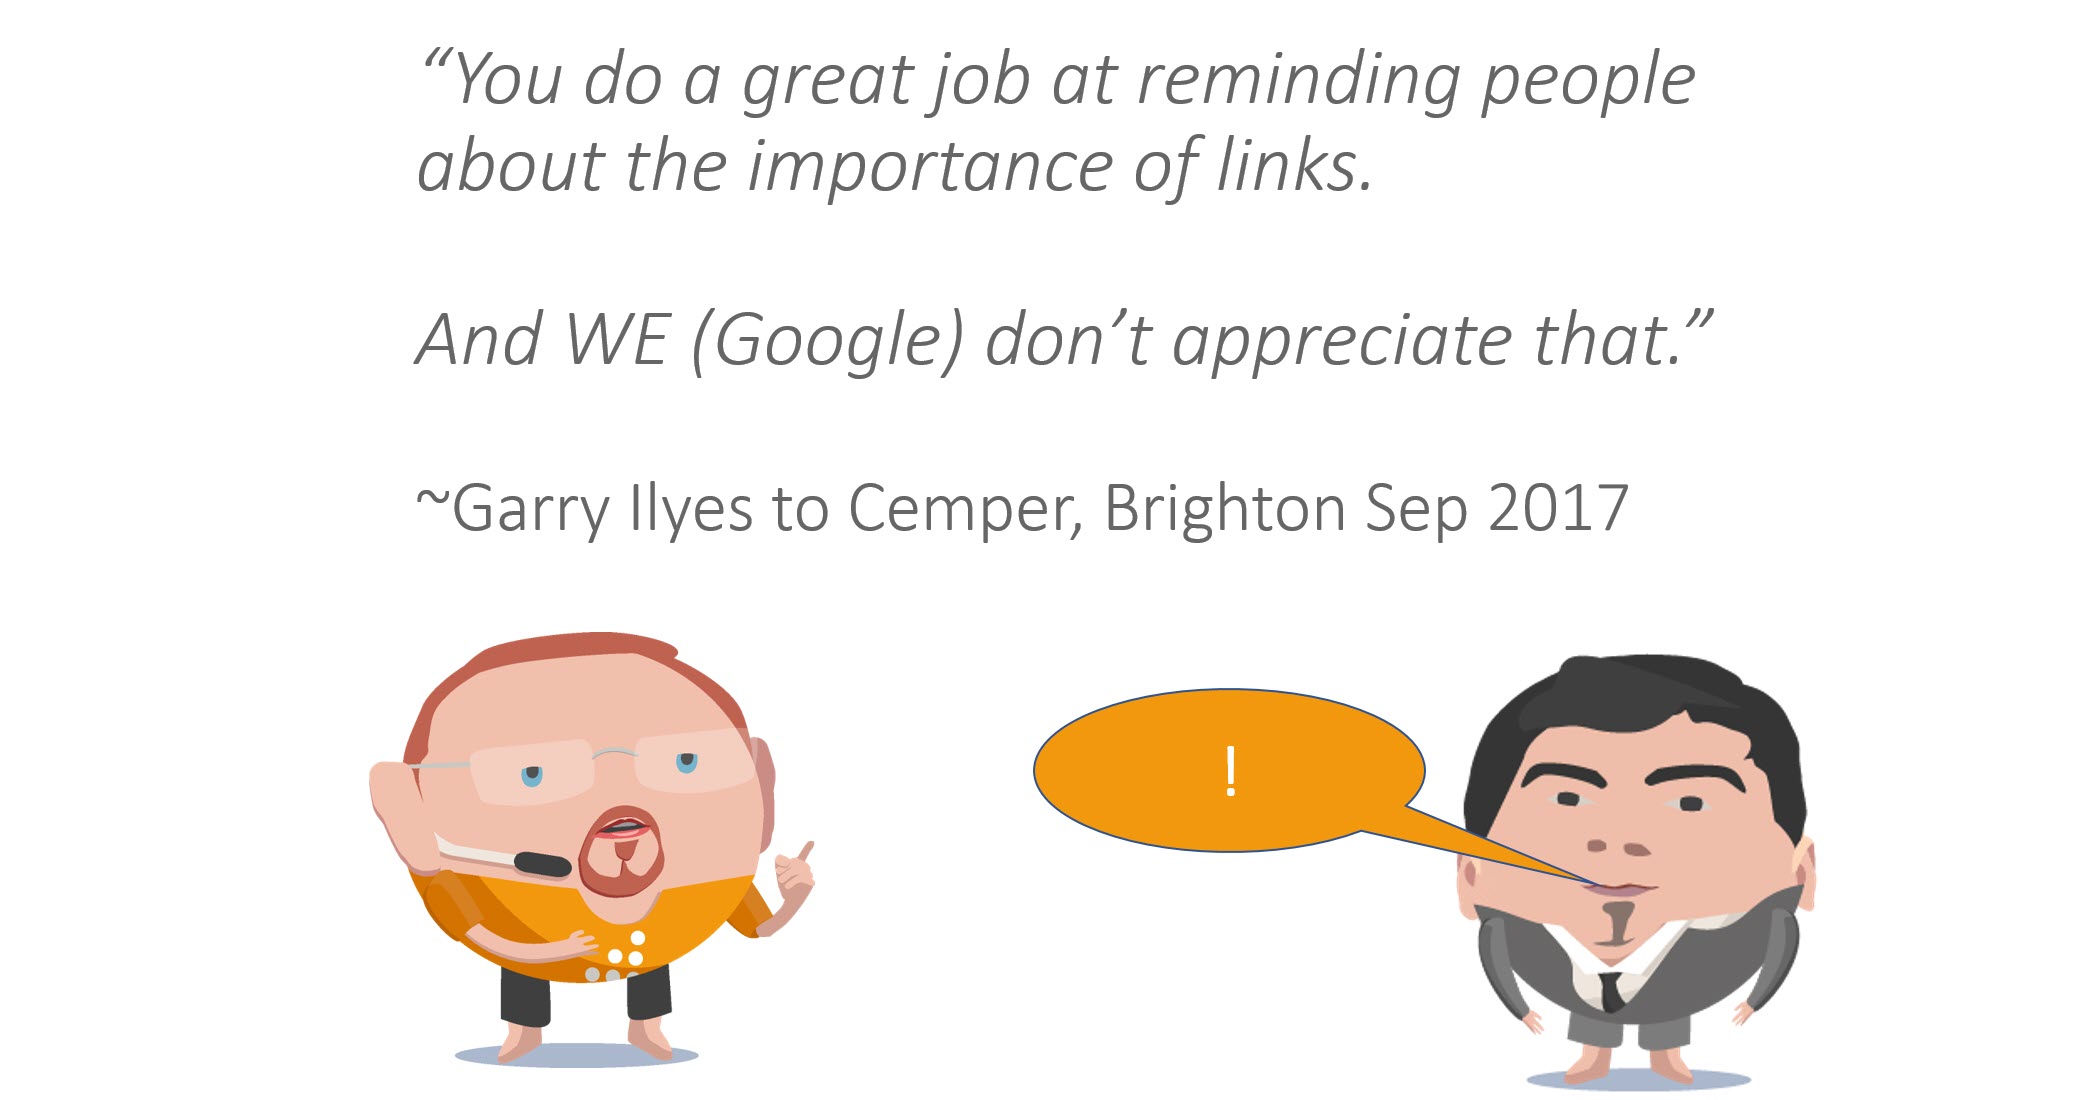 “You do a great job at reminding people
about the importance of links.
And WE (Google) don’t appreciate that.”
~Garry Ilyes to Cemper, Brighton Sep 2017
!